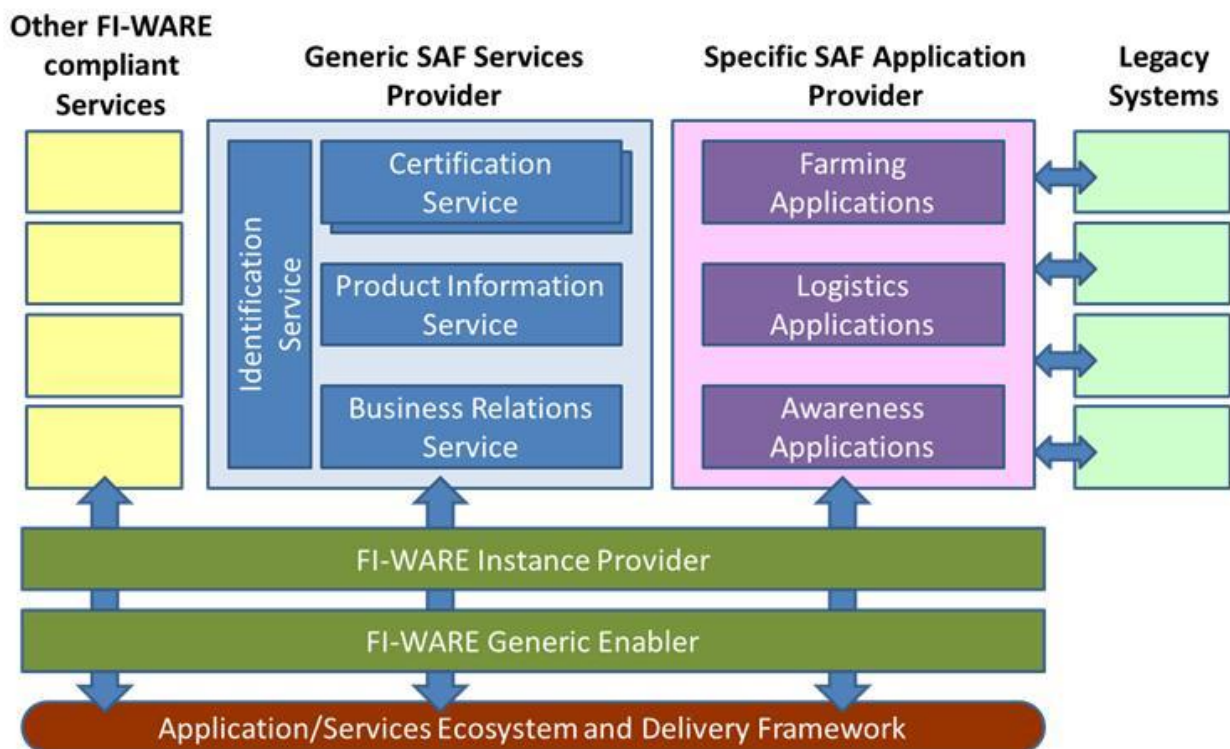 Other FI-WARE
compliant
Services
Generic SAF Services
Provider
Specific SAF Application
Provider
Legacy
Systems
Identification
Service
Certification
Service
Product Information
Service
Business Relations
Service
Farming
Applications
Logistics
Applications
Awareness
Applications
FI-WARE Instance Provider
FI-WARE Generic Enabler
Application/Services Ecosystem and Delivery Framework